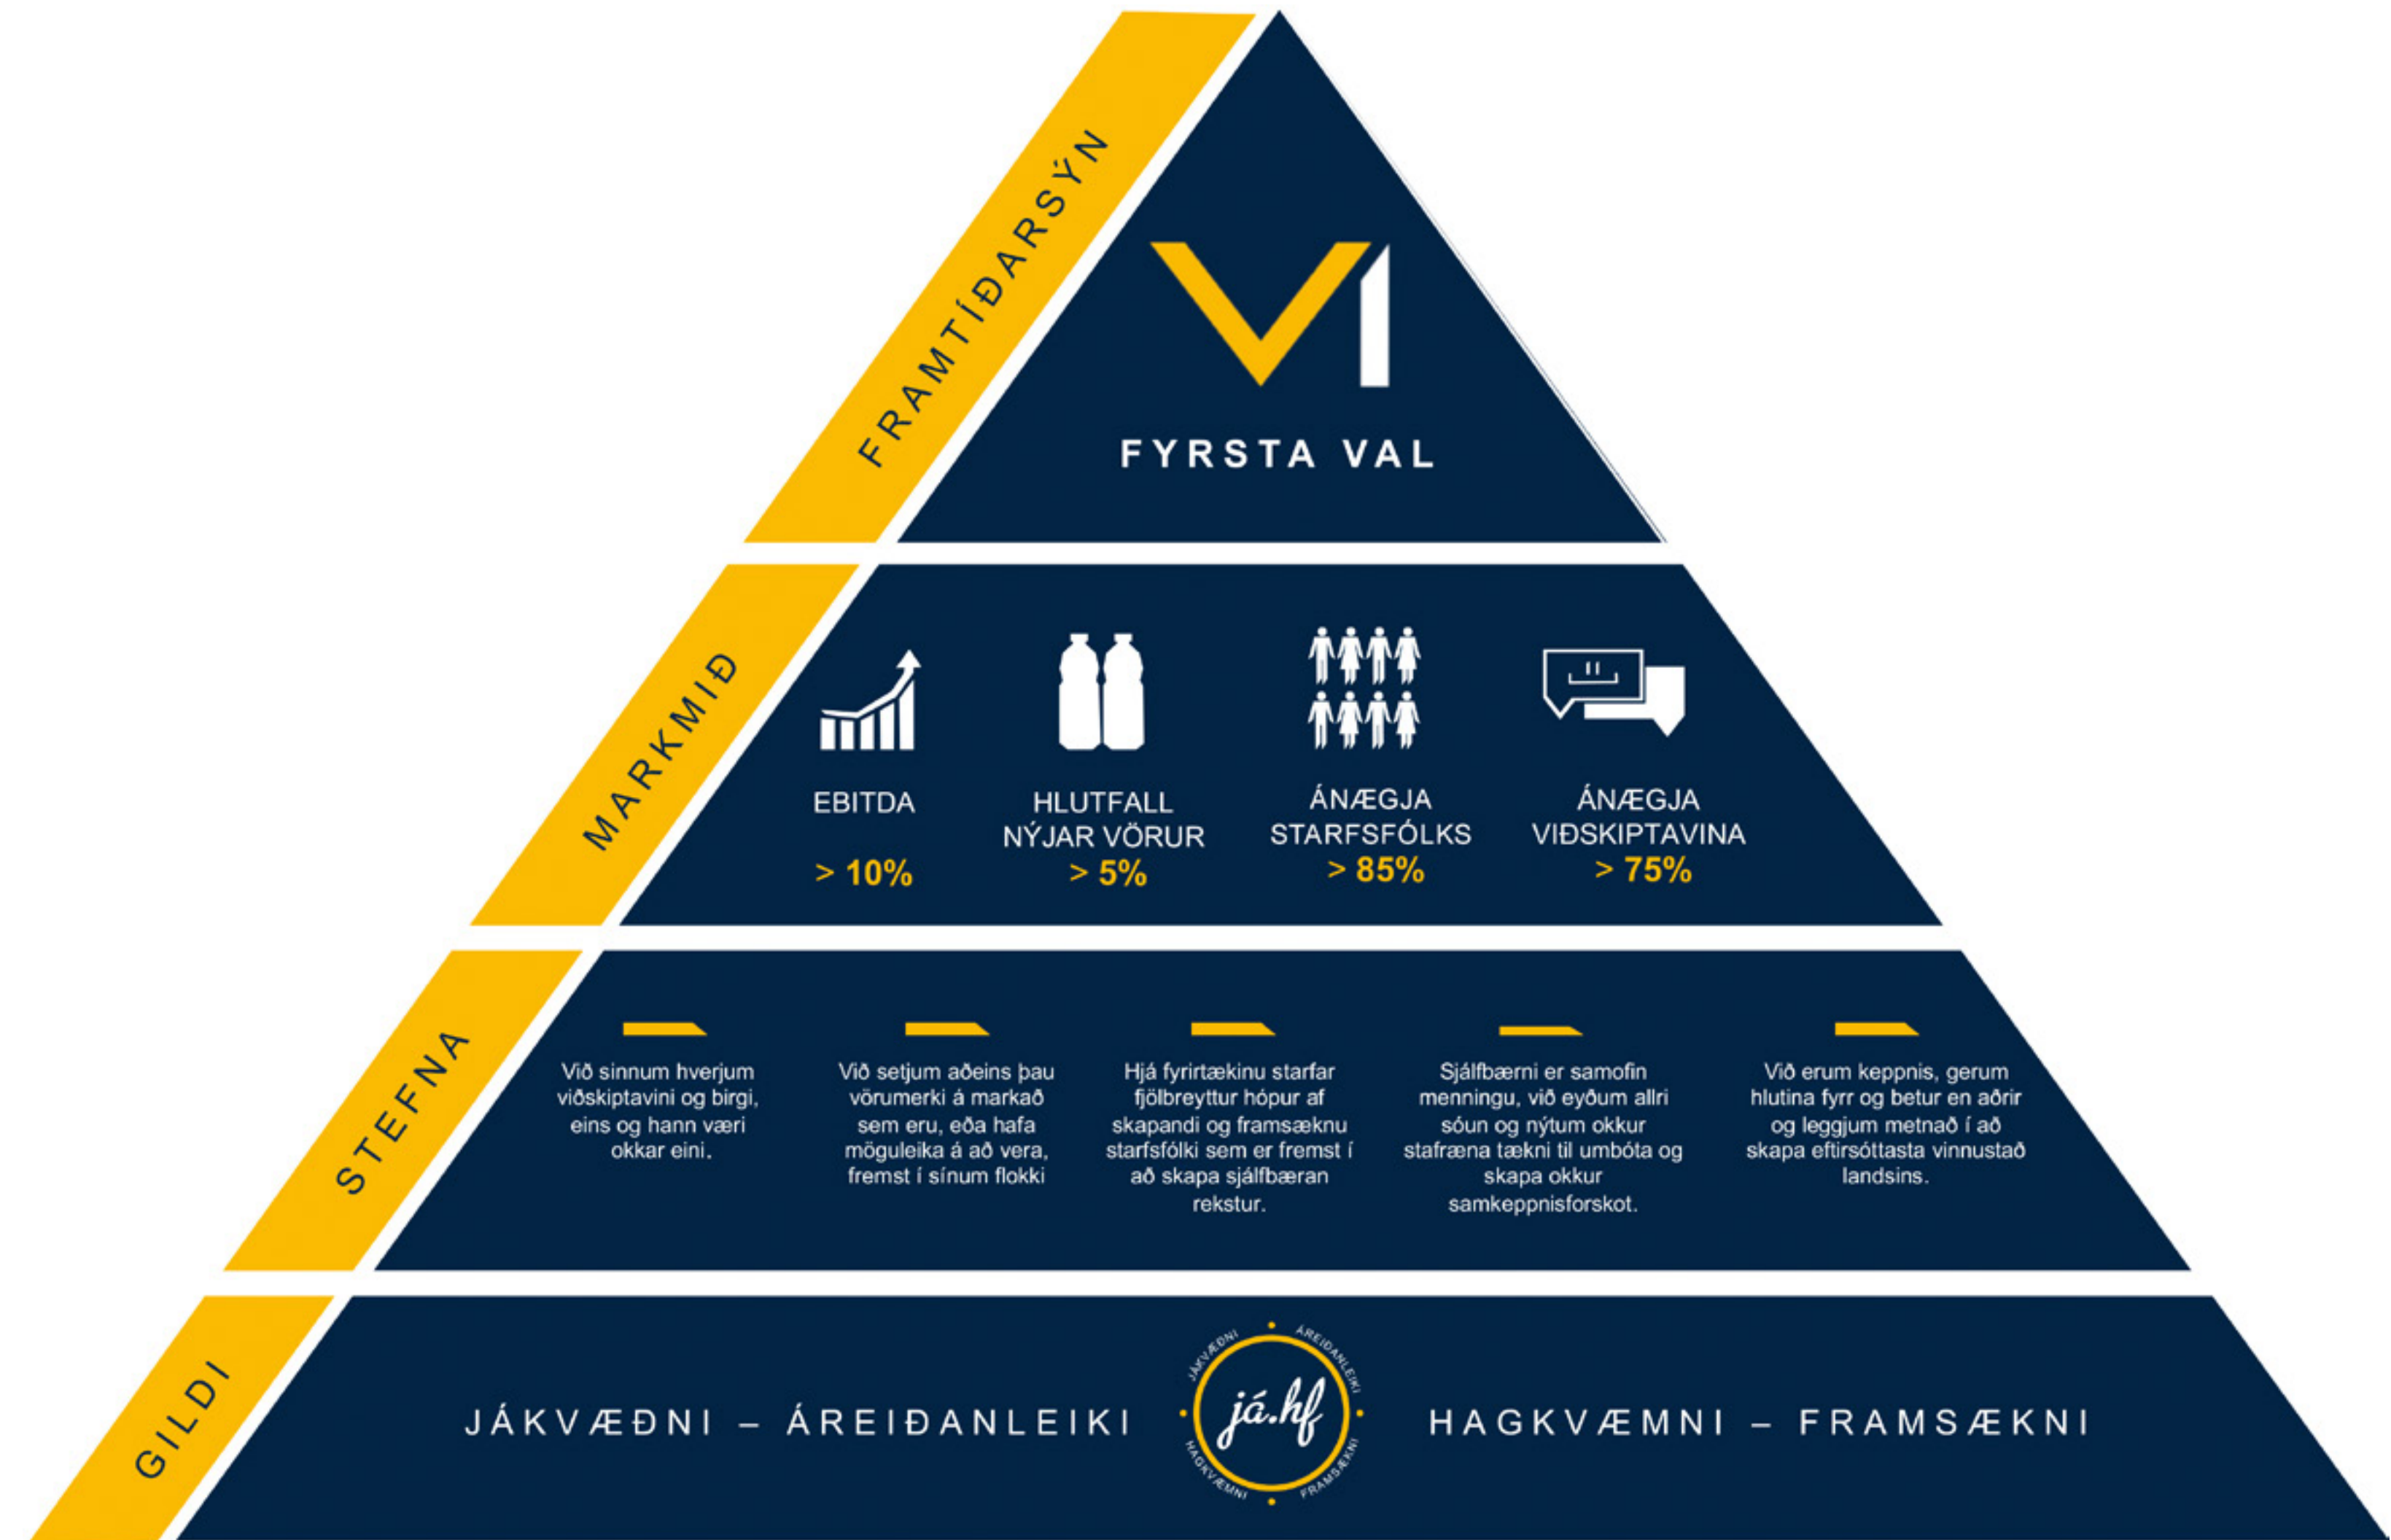 FRAMTÍÐARSÝN
V1
FYRSTA VAL
MARKMIÐ
EBITDA
> 10%
HLUTFALL
NÝJAR VÖRUR
> 5%
ÁNÆGJA
STARFSFÓLKS
> 85%
ÁNÆGJA
VIÐSKIPTAVINA
> 75%
STEFNA
Við sinnum hverjum
viðskiptavini og birgi,
eins og hann væri
okkar eini.
Við setjum aðeins þau
vörumerki á markað
sem eru, eða hafa
möguleika á að vera,
fremst í sínum flokki
Hjá fyrirtækinu starfar
fjölbreyttur hópur af
skapandi og framsæknu
starfsfólki sem er fremst í
að skapa sjálfbæran
rekstur.
Sjálfbærni er samofin
menningu, við eyðum allri
sóun og nýtum okkur
stafræna tækni til umbóta og
skapa okkur
samkeppnisforskot.
Við erum keppnis, gerum
hlutina fyrr og betur en aðrir
og leggjum metnað í að
skapa eftirsóttasta vinnustað
landsins.
GILDI
JÁKVÆÐNI – ÁREIÐANLEIKI
JÁKVÆÐNI
ÁREIÐANLEIKI
já.hf
HAGKVÆMNI
FRAMSÆKNI
HAGKVÆMNI – FRAMSÆKNI